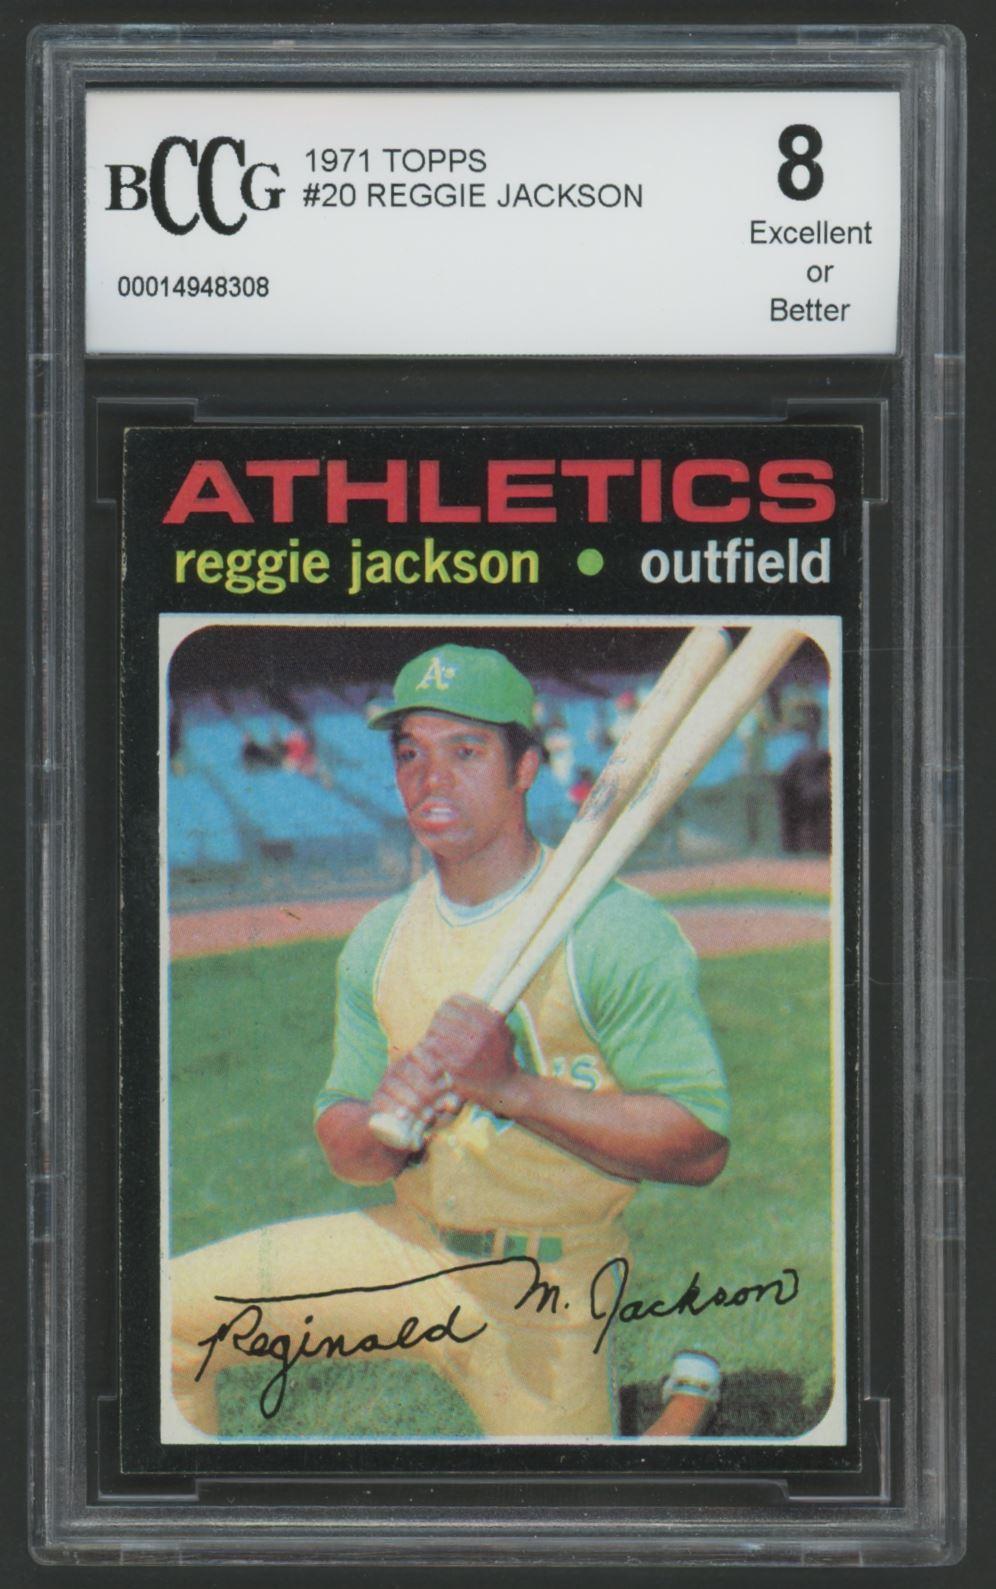 BCCG
1971 TOPPS
#20 REGGIE JACKSON
00014948308
8
Excellent
or
Better
ATHLETICS
reggie jackson • outfield
A's
's
Reginald M. Jackson